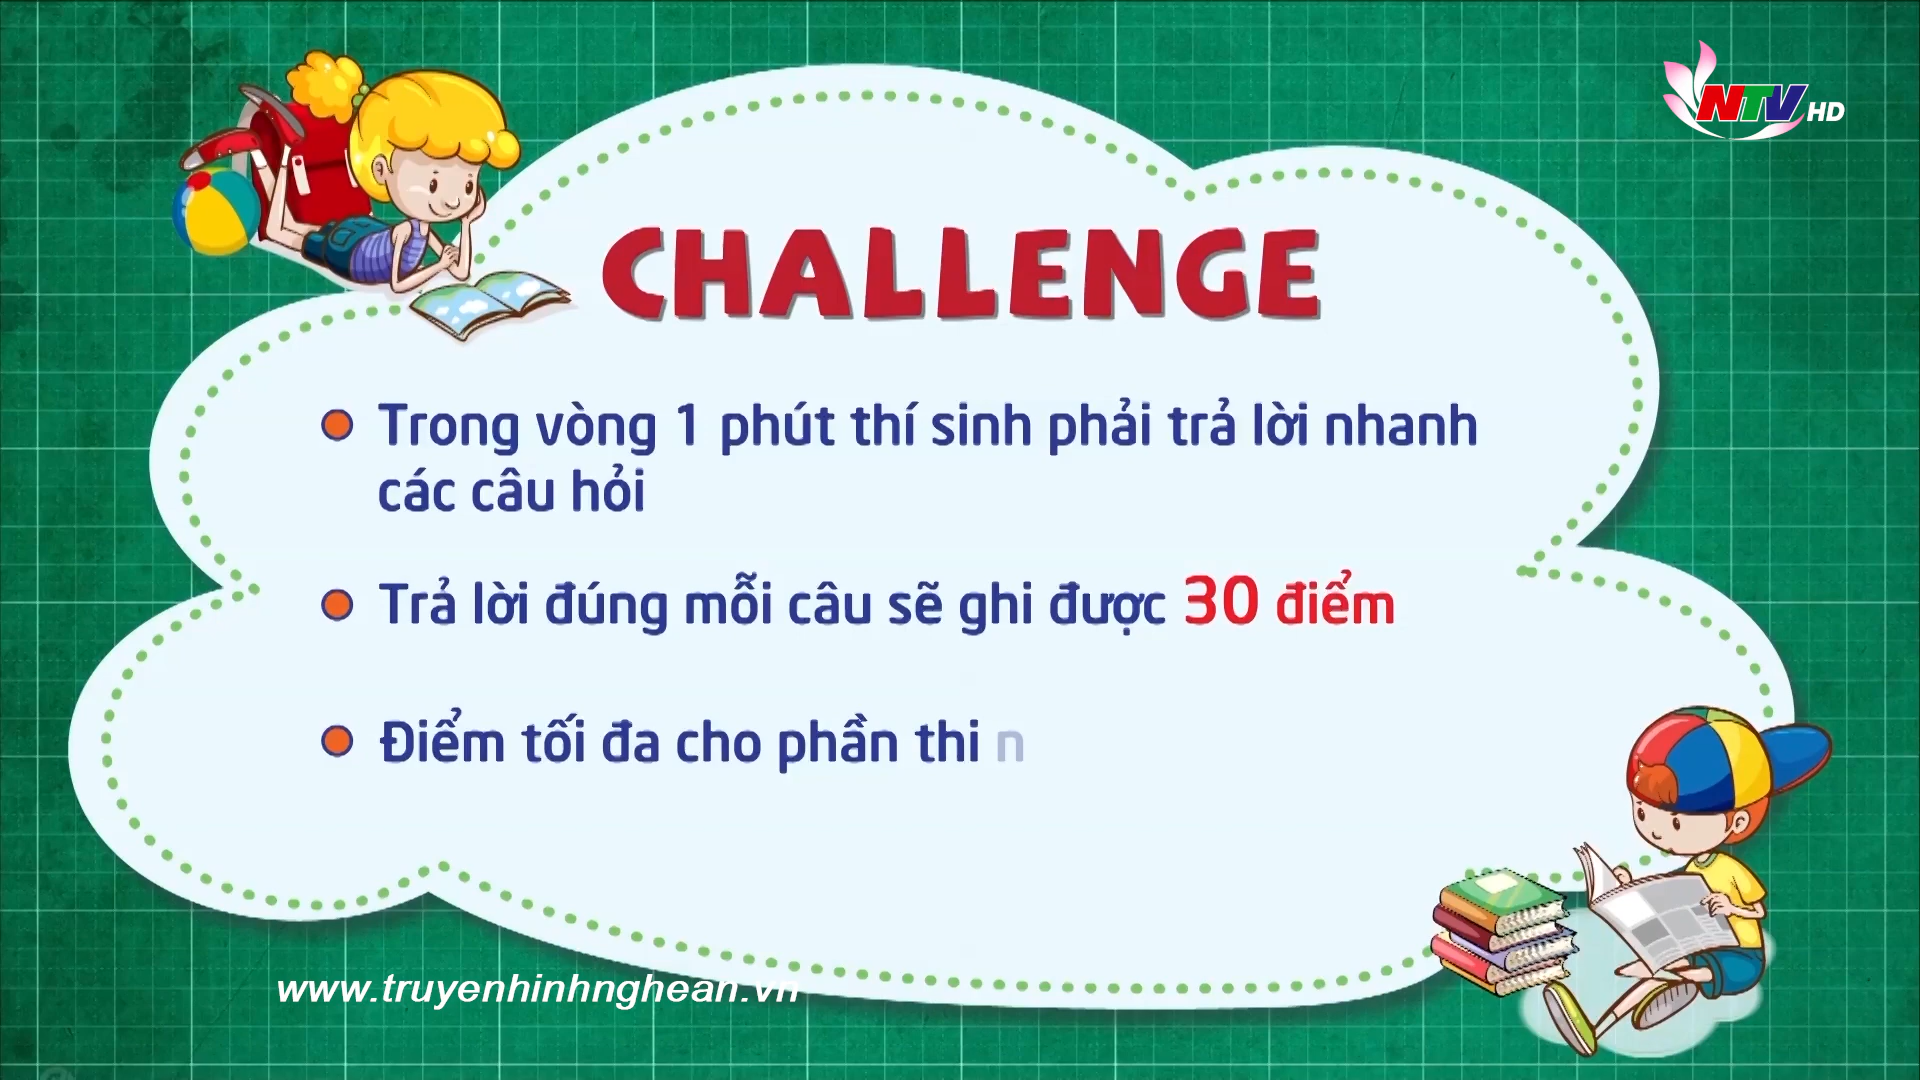 NTV HD
CHALLENGE
Trong vòng 1 phút thí sinh phải trả lời nhanh
các câu hỏi
Trả lời đúng mỗi câu sẽ ghi được 30 điểm
Điểm tối đa cho phần thi n
www.truyenhinhnghean.vn